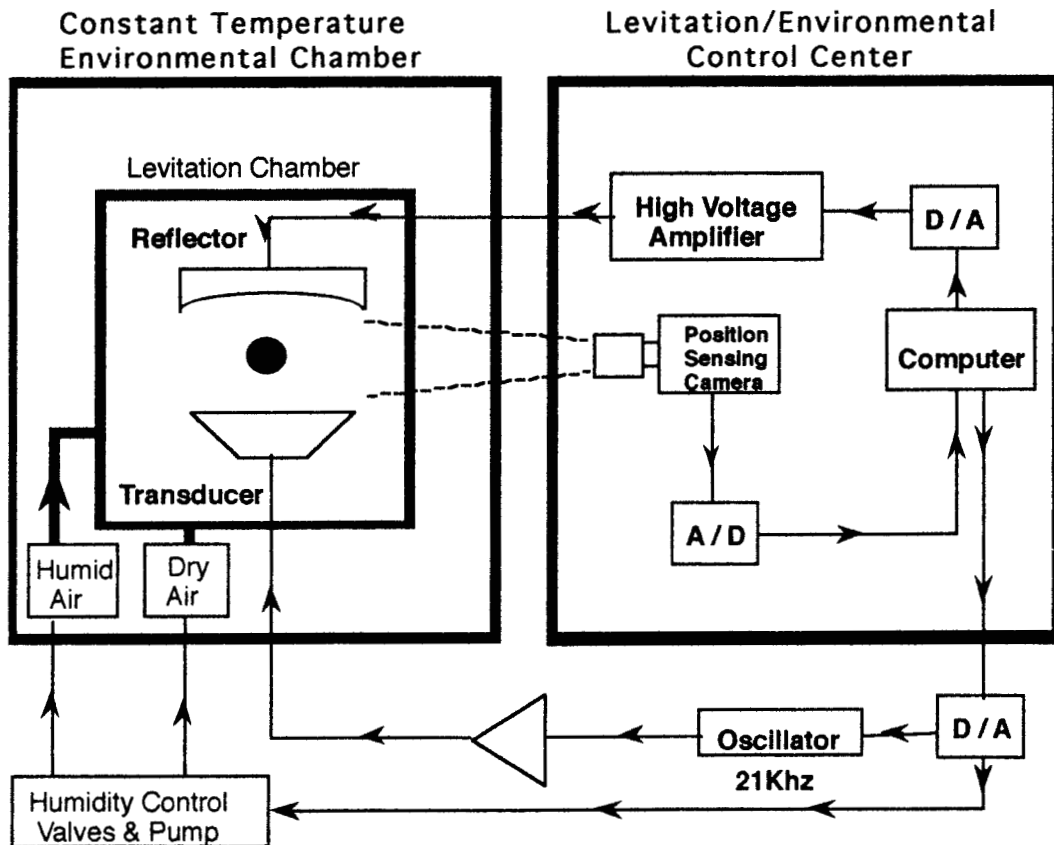 Constant Temperature
Environmental Chamber
Levitation/Environmental
Control Center
Levitation Chamber
Reflector
High Voltage
Amplifier
D / A
Position
Sensing
Camera
Computer
Transducer
A / D
Humid
Air
Dry
Air
Oscillator
D / A
21Khz
Humidity Control
Valves & Pump